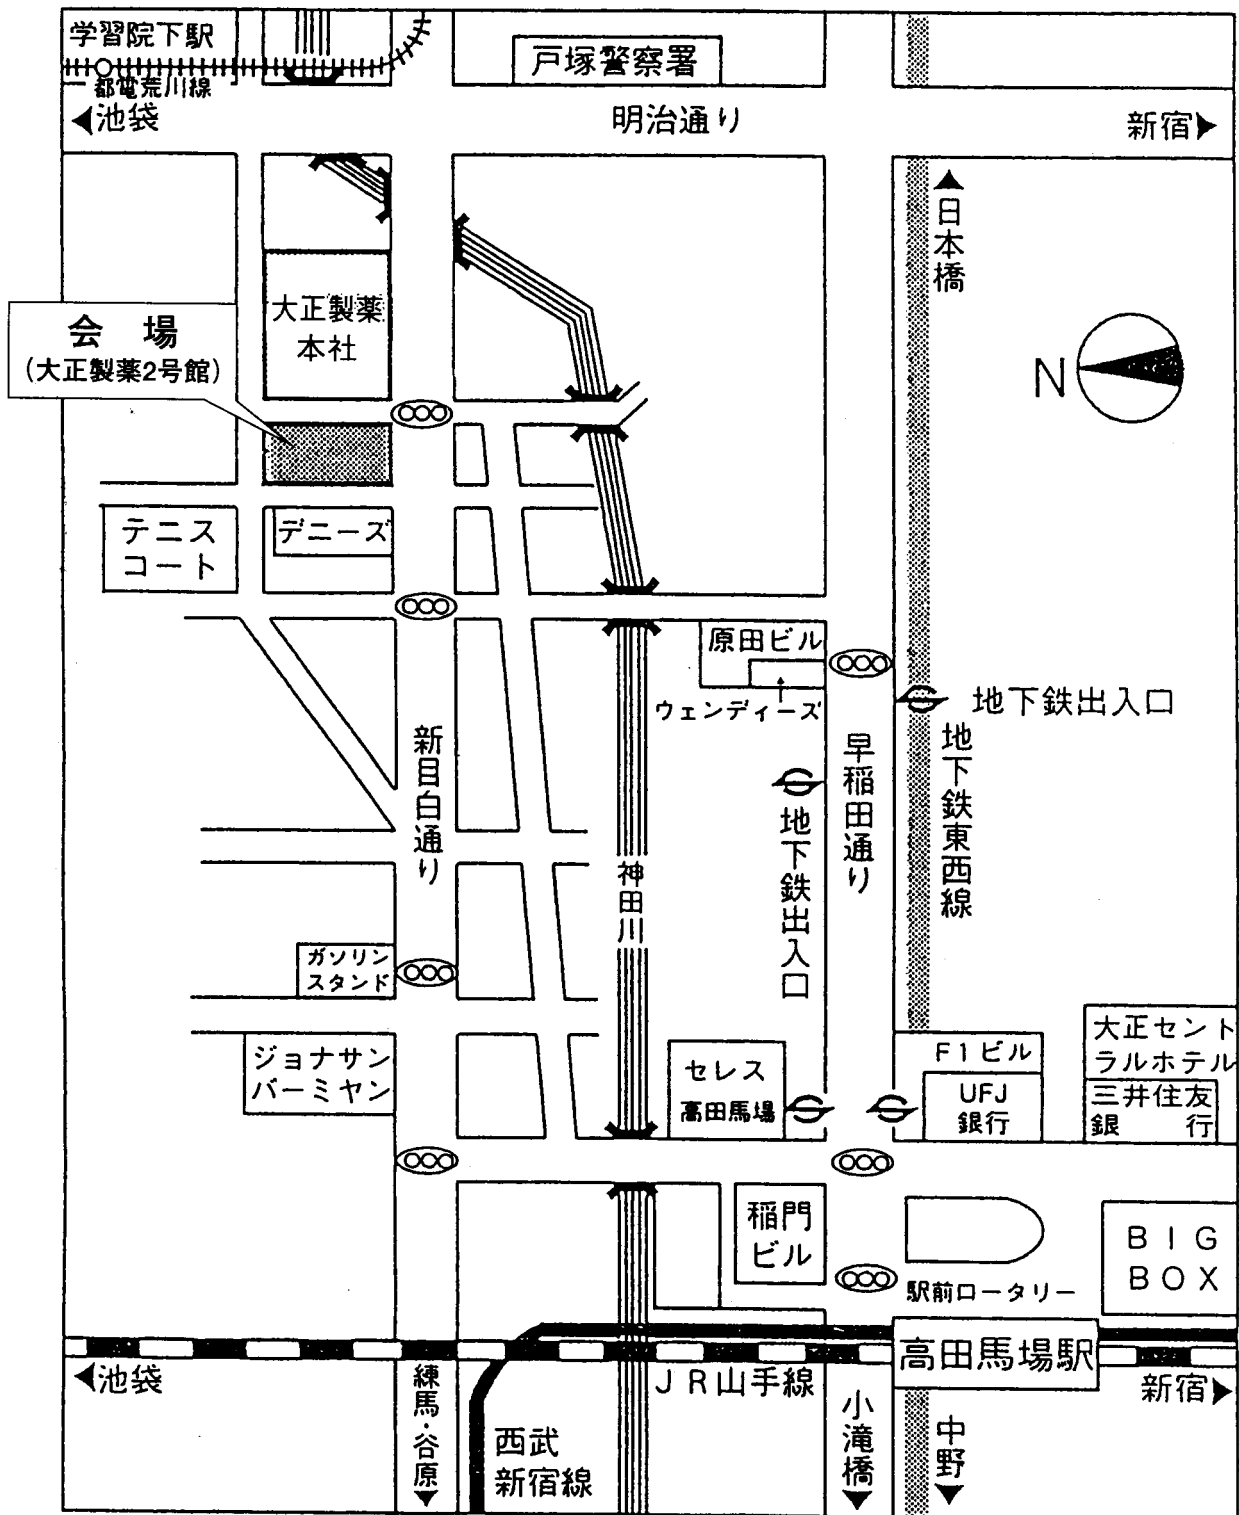 学習院下駅
都電荒川線
◀池袋
戸塚警察署
明治通り
新宿▶
▲日本橋
大正製薬
本社
会 場
(大正製薬2号館)
N
テニス
コート
デニーズ
原田ビル
ウェンディーズ
地下鉄出入口
新目白通り
早稲田通り
地下鉄東西線
地下鉄出入口
神田川
ガソリン
スタンド
ジョナサン
バーミヤン
セレス
高田馬場
F1ビル
UFJ
銀行
大正セント
ラルホテル
三井住友
銀 行
稲門
ビル
BIG
BOX
駅前ロータリー
高田馬場駅
◀池袋
JR山手線
新宿▶
練馬・谷原▼
西武
新宿線
小滝橋▼
中野▼